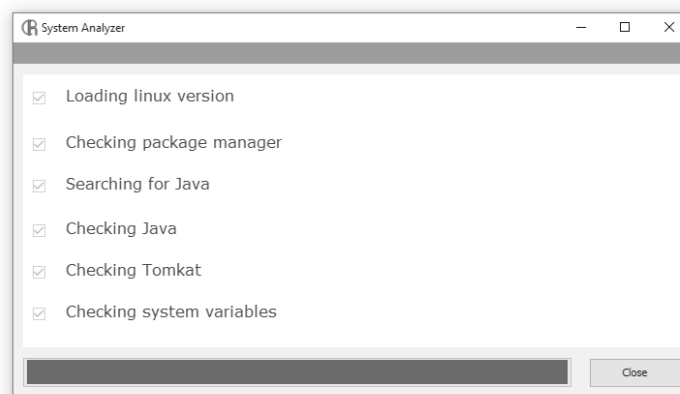 System Analyzer
Loading linux version
Checking package manager
Searching for Java
Checking Java
Checking Tomkat
Checking system variables
Close